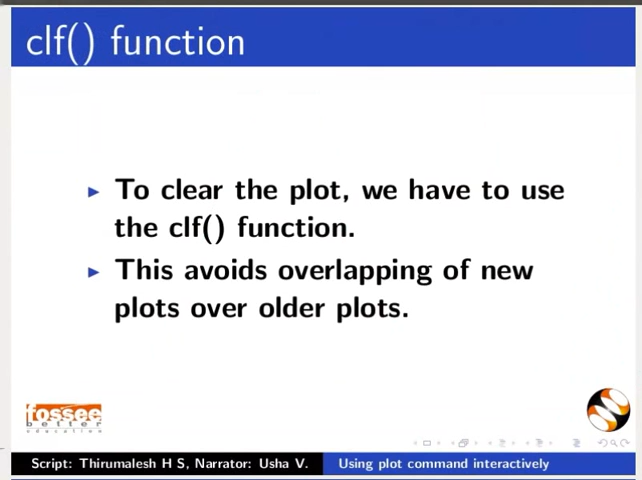 clf() function
▶ To clear the plot, we have to use
the clf() function.
▶ This avoids overlapping of new
plots over older plots.
fossee
better
education
Script: Thirumalesh H S, Narrator: Usha V. Using plot command interactively